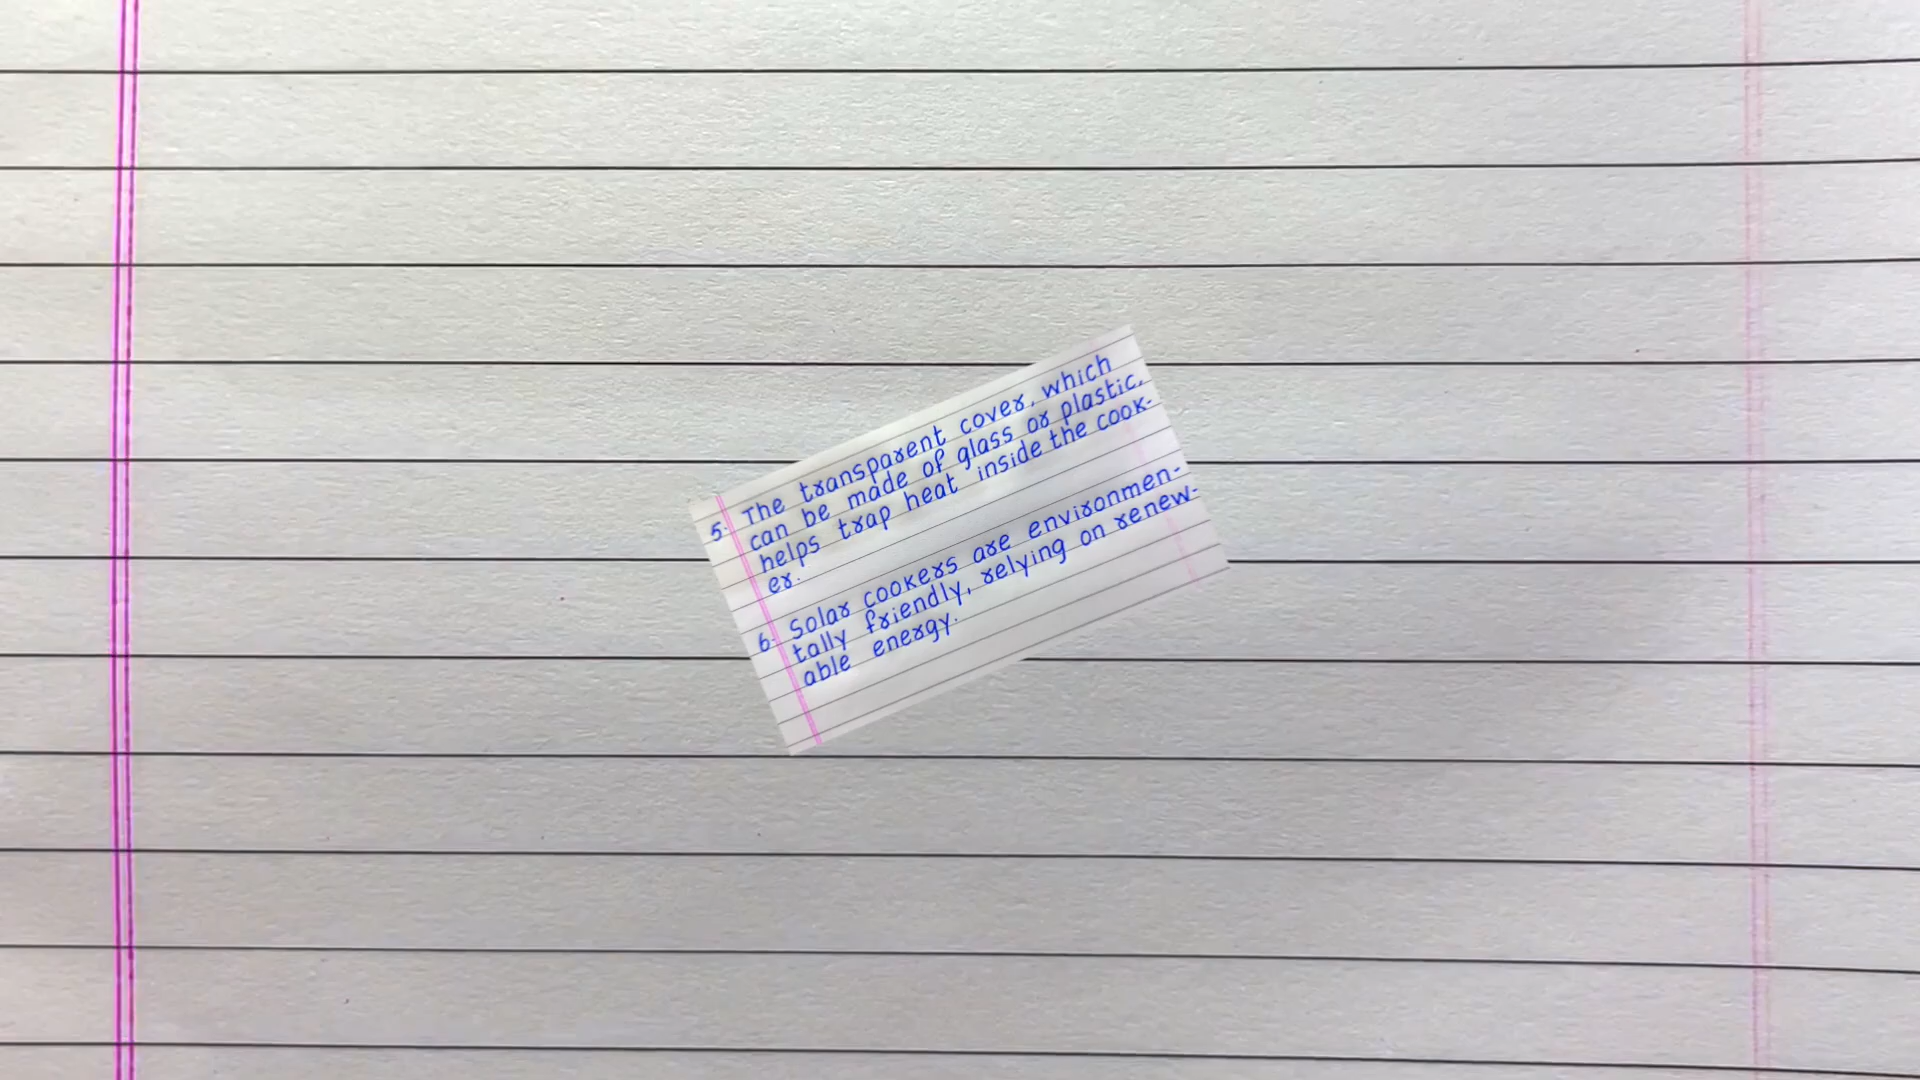 5. The transparent cover, which
can be made of glass or plastic,
helps trap heat inside the cook-
er.
6. Solar cookers are environmen-
tally friendly, relying on renew-
able energy.